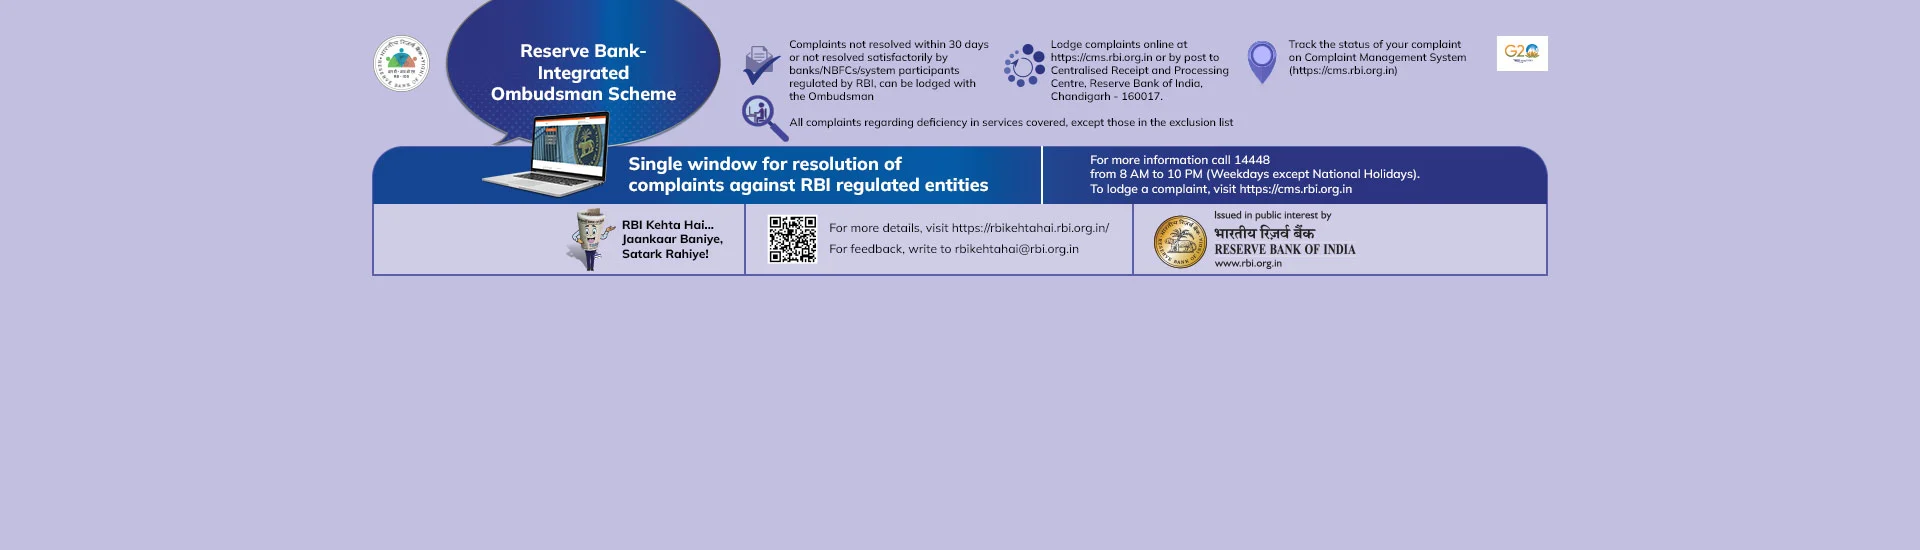 Reserve Bank-
Integrated
Ombudsman Scheme
Complaints not resolved within 30 days
or not resolved satisfactorily by
banks/NBFCs/system participants
regulated by RBI, can be lodged with
the Ombudsman
Lodge complaints online at
https://cms.rbi.org.in or by post to
Centralised Receipt and Processing
Centre, Reserve Bank of India,
Chandigarh - 160017.
Track the status of your complaint
on Complaint Management System
(https://cms.rbi.org.in)
G20
All complaints regarding deficiency in services covered, except those in the exclusion list
Single window for resolution of
complaints against RBI regulated entities
For more information call 14448
from 8 AM to 10 PM (Weekdays except National Holidays).
To lodge a complaint, visit https://cms.rbi.org.in
RBI Kehta Hai...
Jaankaar Baniye,
Satark Rahiye!
For more details, visit https://rbikehtahai.rbi.org.in/
For feedback, write to rbikehtahai@rbi.org.in
Issued in public interest by
भारतीय रिज़र्व बैंक
RESERVE BANK OF INDIA
www.rbi.org.in